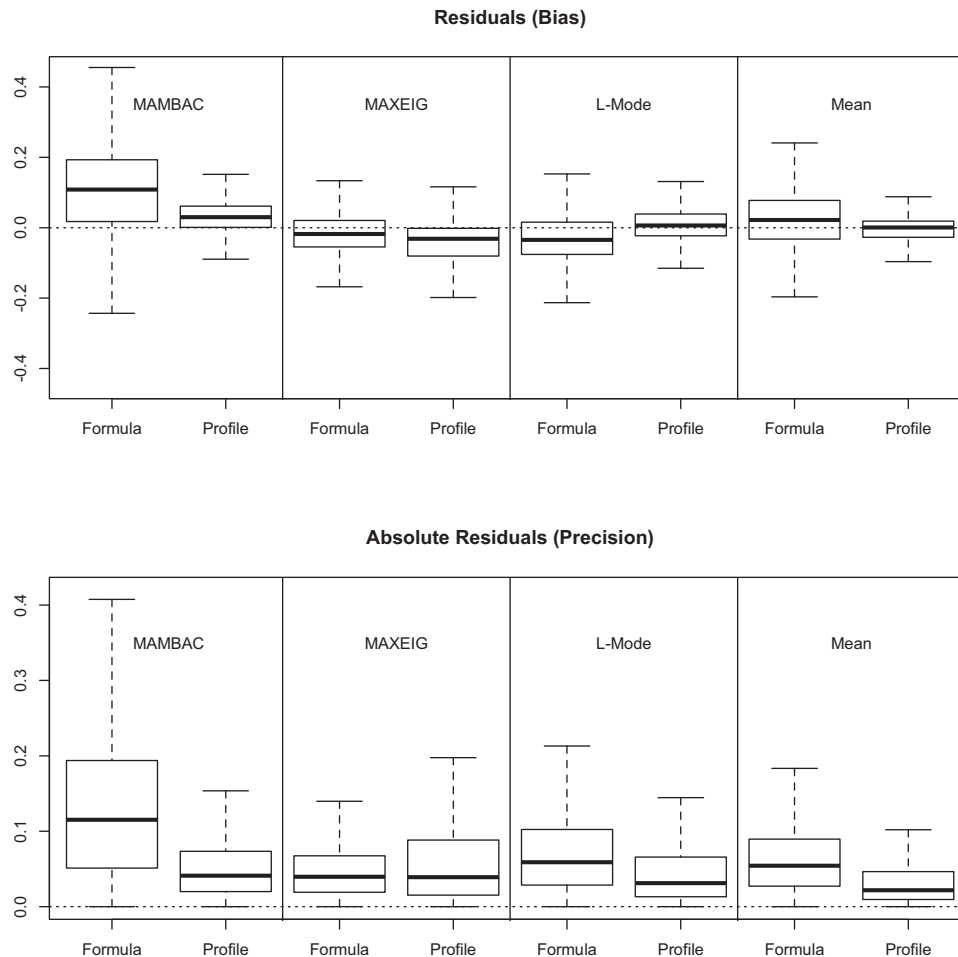 Residuals (Bias)
MAMBAC MAXEIG L-Mode Mean
0.4
0.2
0.0
-0.2
-0.4
Formula Profile Formula Profile Formula Profile Formula Profile
Absolute Residuals (Precision)
MAMBAC MAXEIG L-Mode Mean
0.4
0.3
0.2
0.1
0.0
Formula Profile Formula Profile Formula Profile Formula Profile